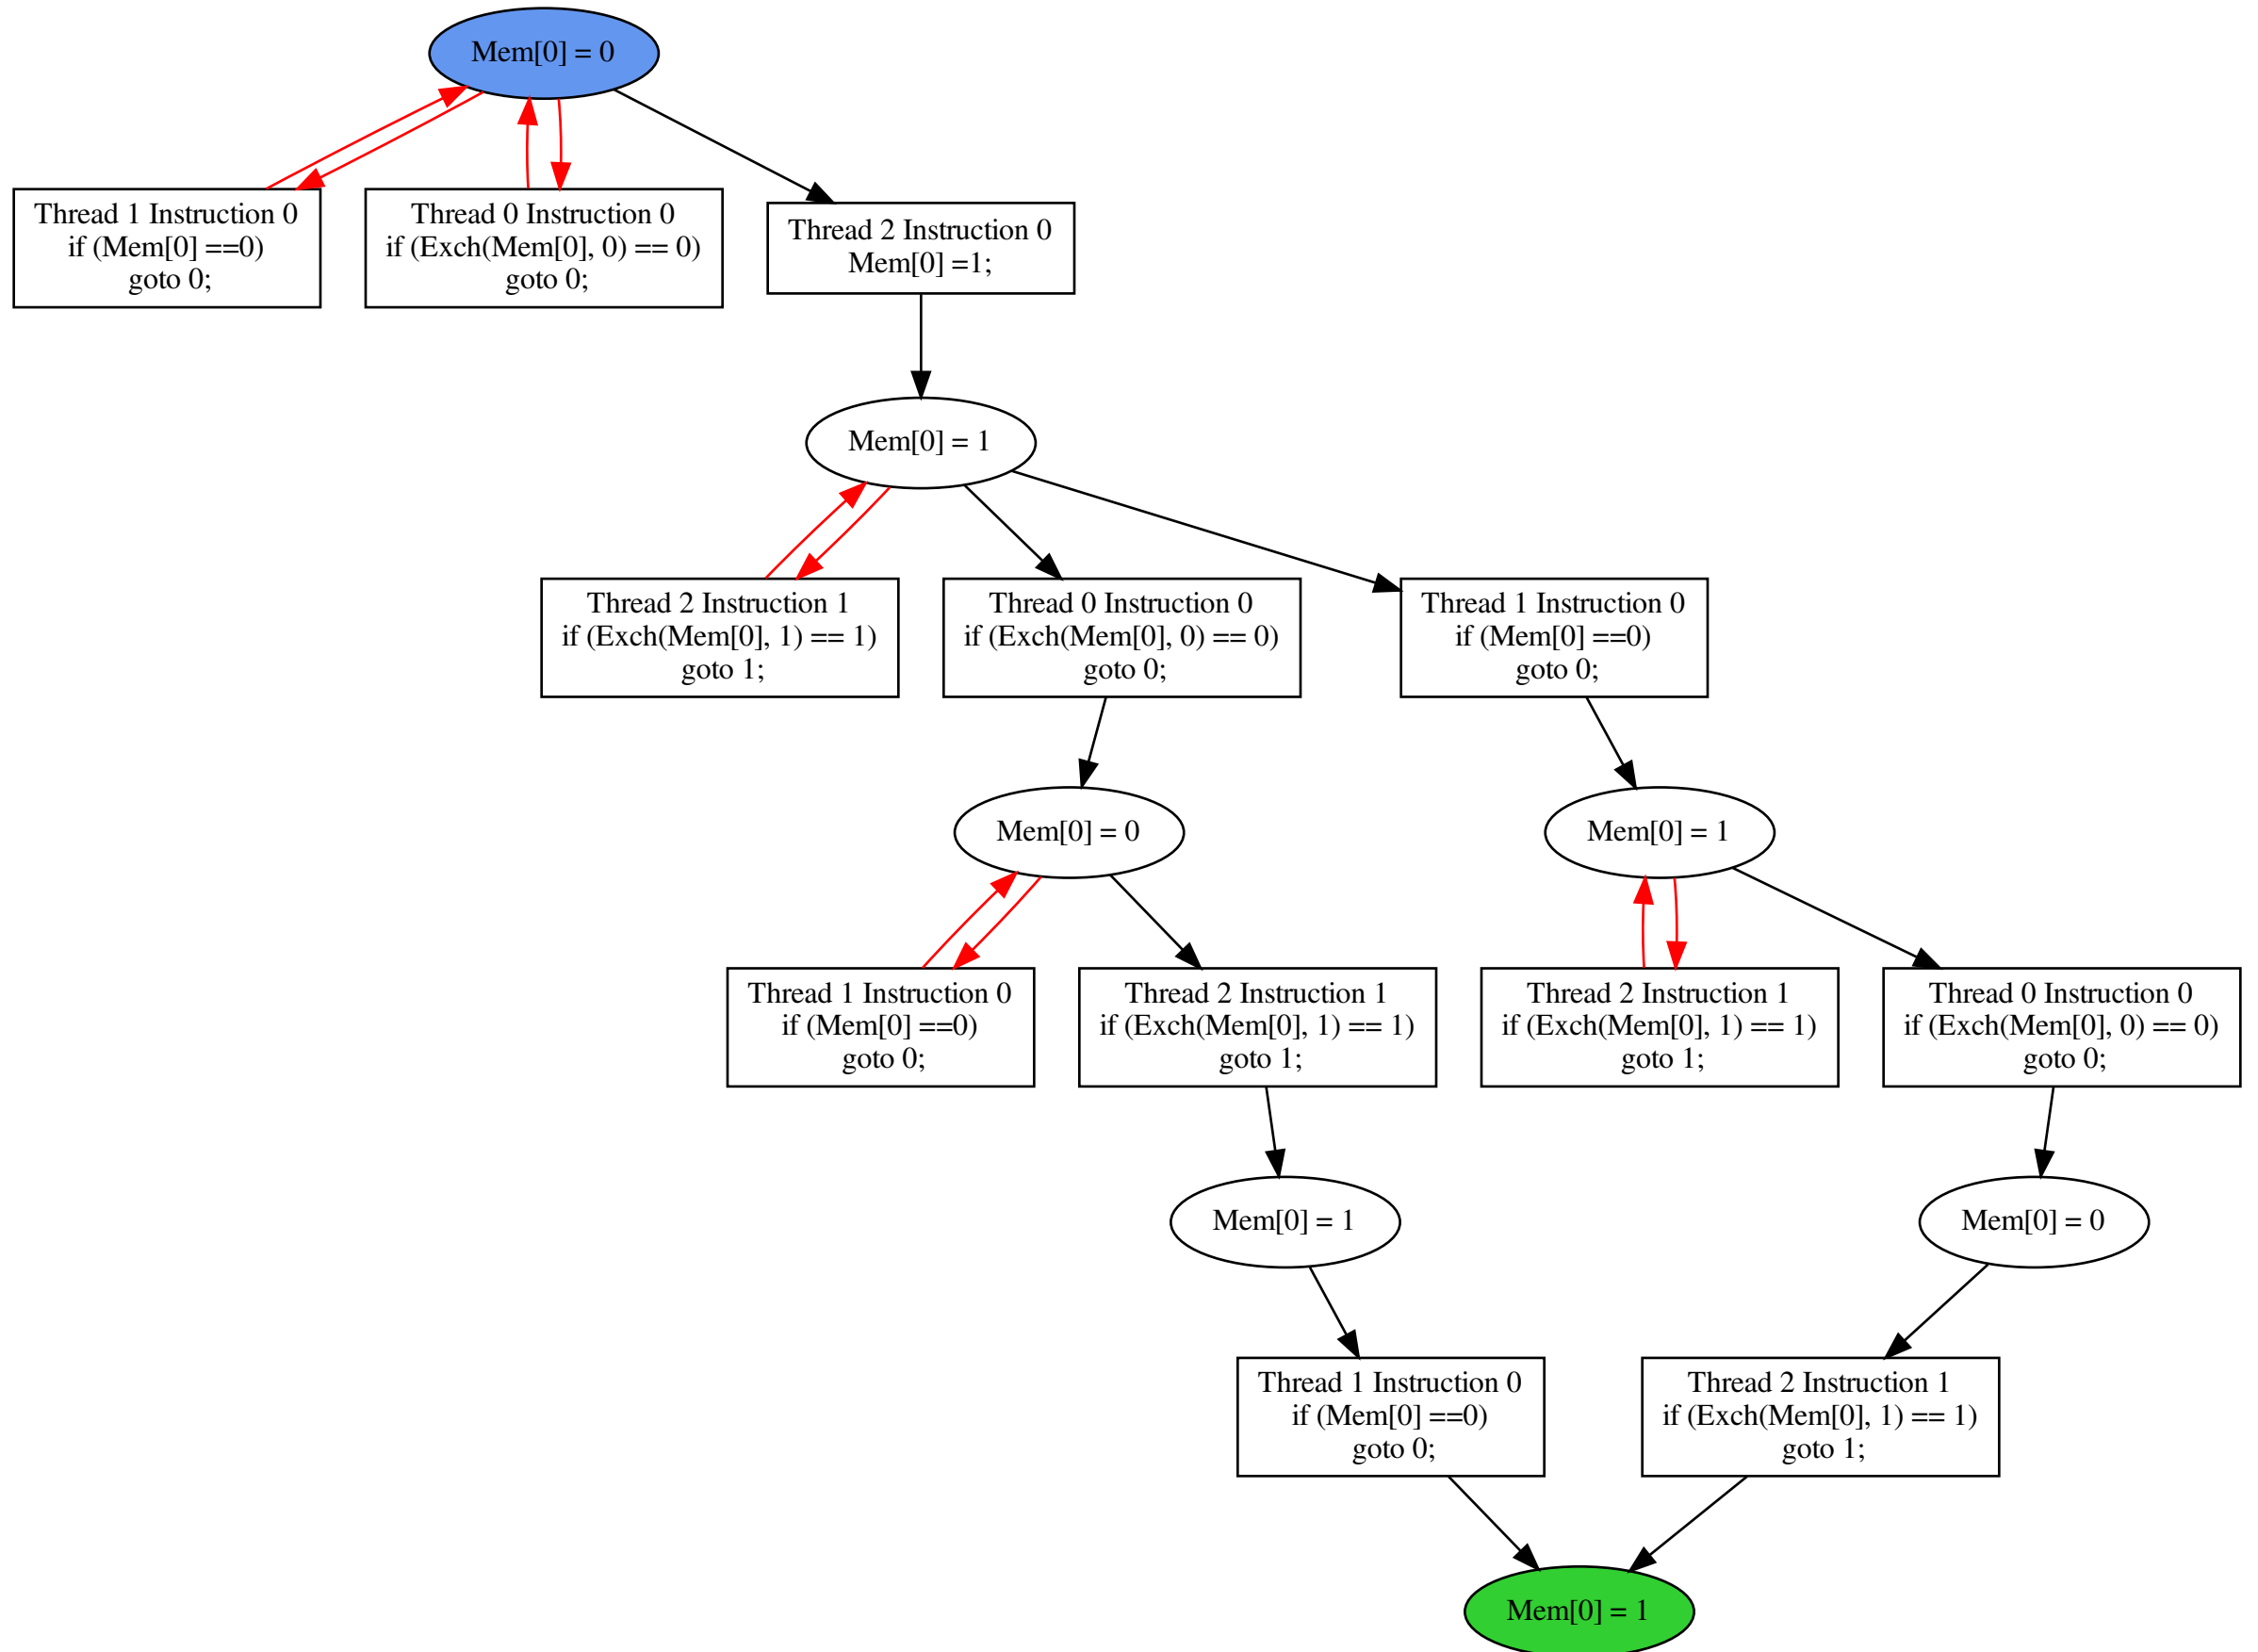 Mem[0] = 0
Thread 1 Instruction 0
if (Mem[0] ==0)
goto 0;
Thread 0 Instruction 0
if (Exch(Mem[0], 0) == 0)
goto 0;
Thread 2 Instruction 0
Mem[0] =1;
Mem[0] = 1
Thread 2 Instruction 1
if (Exch(Mem[0], 1) == 1)
goto 1;
Thread 0 Instruction 0
if (Exch(Mem[0], 0) == 0)
goto 0;
Thread 1 Instruction 0
if (Mem[0] ==0)
goto 0;
Mem[0] = 0
Mem[0] = 1
Thread 1 Instruction 0
if (Mem[0] ==0)
goto 0;
Thread 2 Instruction 1
if (Exch(Mem[0], 1) == 1)
goto 1;
Thread 2 Instruction 1
if (Exch(Mem[0], 1) == 1)
goto 1;
Thread 0 Instruction 0
if (Exch(Mem[0], 0) == 0)
goto 0;
Mem[0] = 1
Mem[0] = 0
Thread 1 Instruction 0
if (Mem[0] ==0)
goto 0;
Thread 2 Instruction 1
if (Exch(Mem[0], 1) == 1)
goto 1;
Mem[0] = 1